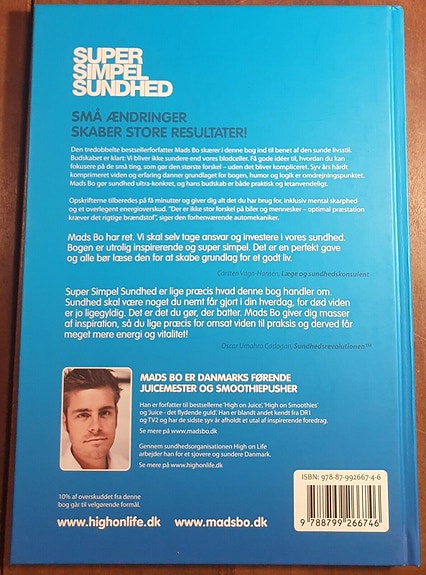 SUPER
SIMPEL
SUNDHED
SMÅ ÆNDRINGER
SKABER STORE RESULTATER!
Den tredobbelte bestsellerforfatter Mads Bo skærer i denne bog ind til benet af den sunde livsstil.
Budskabet er klart: Vi bliver ikke sundere end vores blodceller. Få gode idéer til, hvordan du kan
fokusere på de små ting, som gør den største forskel – uden det bliver kompliceret. Syv års hårdt
komprimeret viden og erfaring danner grundlaget for bogen, humor og logik er omdrejningspunktet.
Mads Bo gør sundhed ultra-konkret, og hans budskab er både praktisk og letanvendeligt.
Opskrifterne tilberedes på få minutter og giver dig alt det du har brug for, inklusiv mental skarphed
og et overlegent energioverskud. "Der er ikke stor forskel på biler og mennesker – optimal præstation
kræver det rigtige brændstof", siger den forhenværende automekaniker.
Mads Bo har ret. Vi skal selv tage ansvar og investere i vores sundhed.
Bogen er utrolig inspirerende og super simpel. Det er en perfekt gave
og alle bør læse den for at skabe grundlag for et godt liv.
Carsten Vagn-Hansen, Læge og sundhedskonsulent
Super Simpel Sundhed er lige præcis hvad denne bog handler om.
Sundhed skal være noget du nemt får gjort i din hverdag, for død viden
er jo ligegyldig. Det er det du gør, der batter. Mads Bo giver dig masser
af inspiration, så du lige præcis får omsat viden til praksis og derved får
meget mere energi og vitalitet!
Oscar Umahro Cadogan, Sundhedsrevolutionen™
MADS BO ER DANMARKS FØRENDE
JUICEMESTER OG SMOOTHIEPUSHER
Han er forfatter til bestsellerne 'High on Juice', 'High on Smoothies'
og 'Juice - det flydende guld'. Han er blandt andet kendt fra DR1
og TV2 og har de sidste syv år afholdt et utal af inspirerende foredrag.
Se mere på www.madsbo.dk
Gennem sundhedsorganisationen High on Life
arbejder han for et sjovere og sundere Danmark.
Se mere på www.highonlife.dk
10% af overskuddet fra denne
bog går til velgørende formål.
www.highonlife.dk www.madsbo.dk
ISBN: 978-87-992667-4-6
9 788799 266746